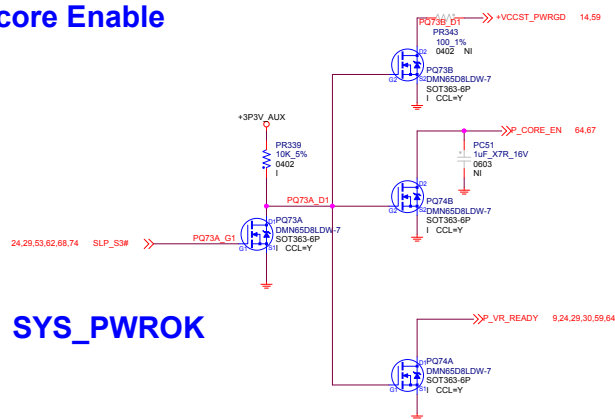 core Enable
PQ73B_D1
+VCCST_PWRGD 14,59
PR343
100_1%
0402 NI
D2
PQ73B
DMN65D8LDW-7
G2
S2
SOT363-6P
I CCL=Y
+3P3V_AUX
PR339
10K_5%
0402
I
P_CORE_EN 64,67
PC51
1uF_X7R_16V
0603
NI
D2
PQ74B
DMN65D8LDW-7
G2
S2
SOT363-6P
I CCL=Y
PQ73A_D1
D1
PQ73A
DMN65D8LDW-7
SOT363-6P
G1
S1
I CCL=Y
24,29,53,62,68,74 SLP_S3#
PQ73A_G1
SYS_PWROK
P_VR_READY 9,24,29,30,59,64
D1
PQ74A
DMN65D8LDW-7
SOT363-6P
G1
S1
I CCL=Y